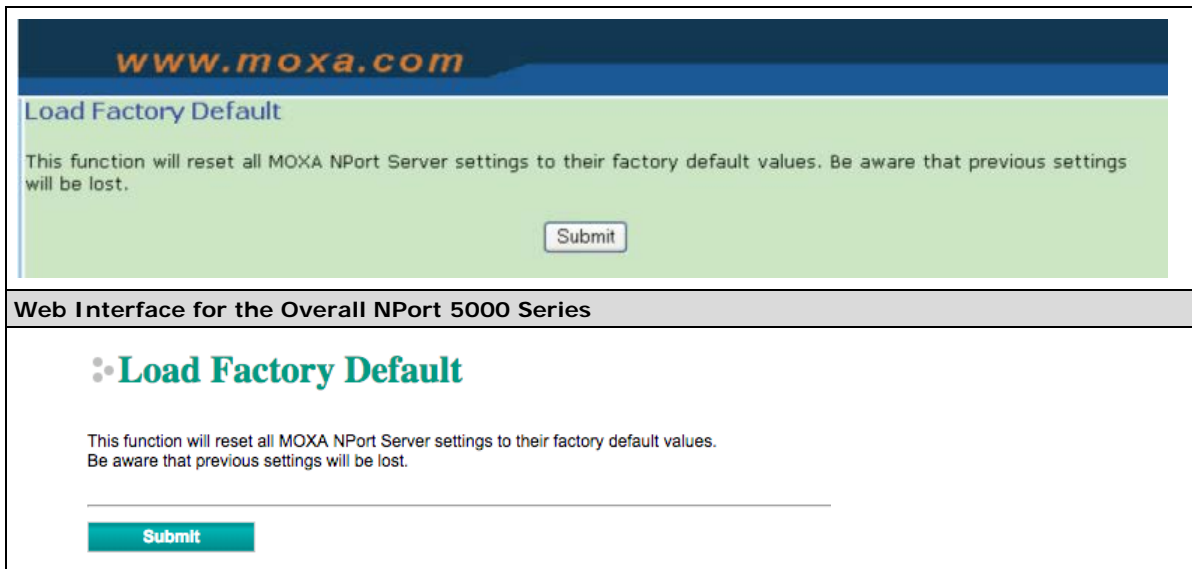 www.moxa.com
Load Factory Default
This function will reset all MOXA NPort Server settings to their factory default values. Be aware that previous settings
will be lost.
Submit
Web Interface for the Overall NPort 5000 Series
Load Factory Default
This function will reset all MOXA NPort Server settings to their factory default values.
Be aware that previous settings will be lost.
Submit